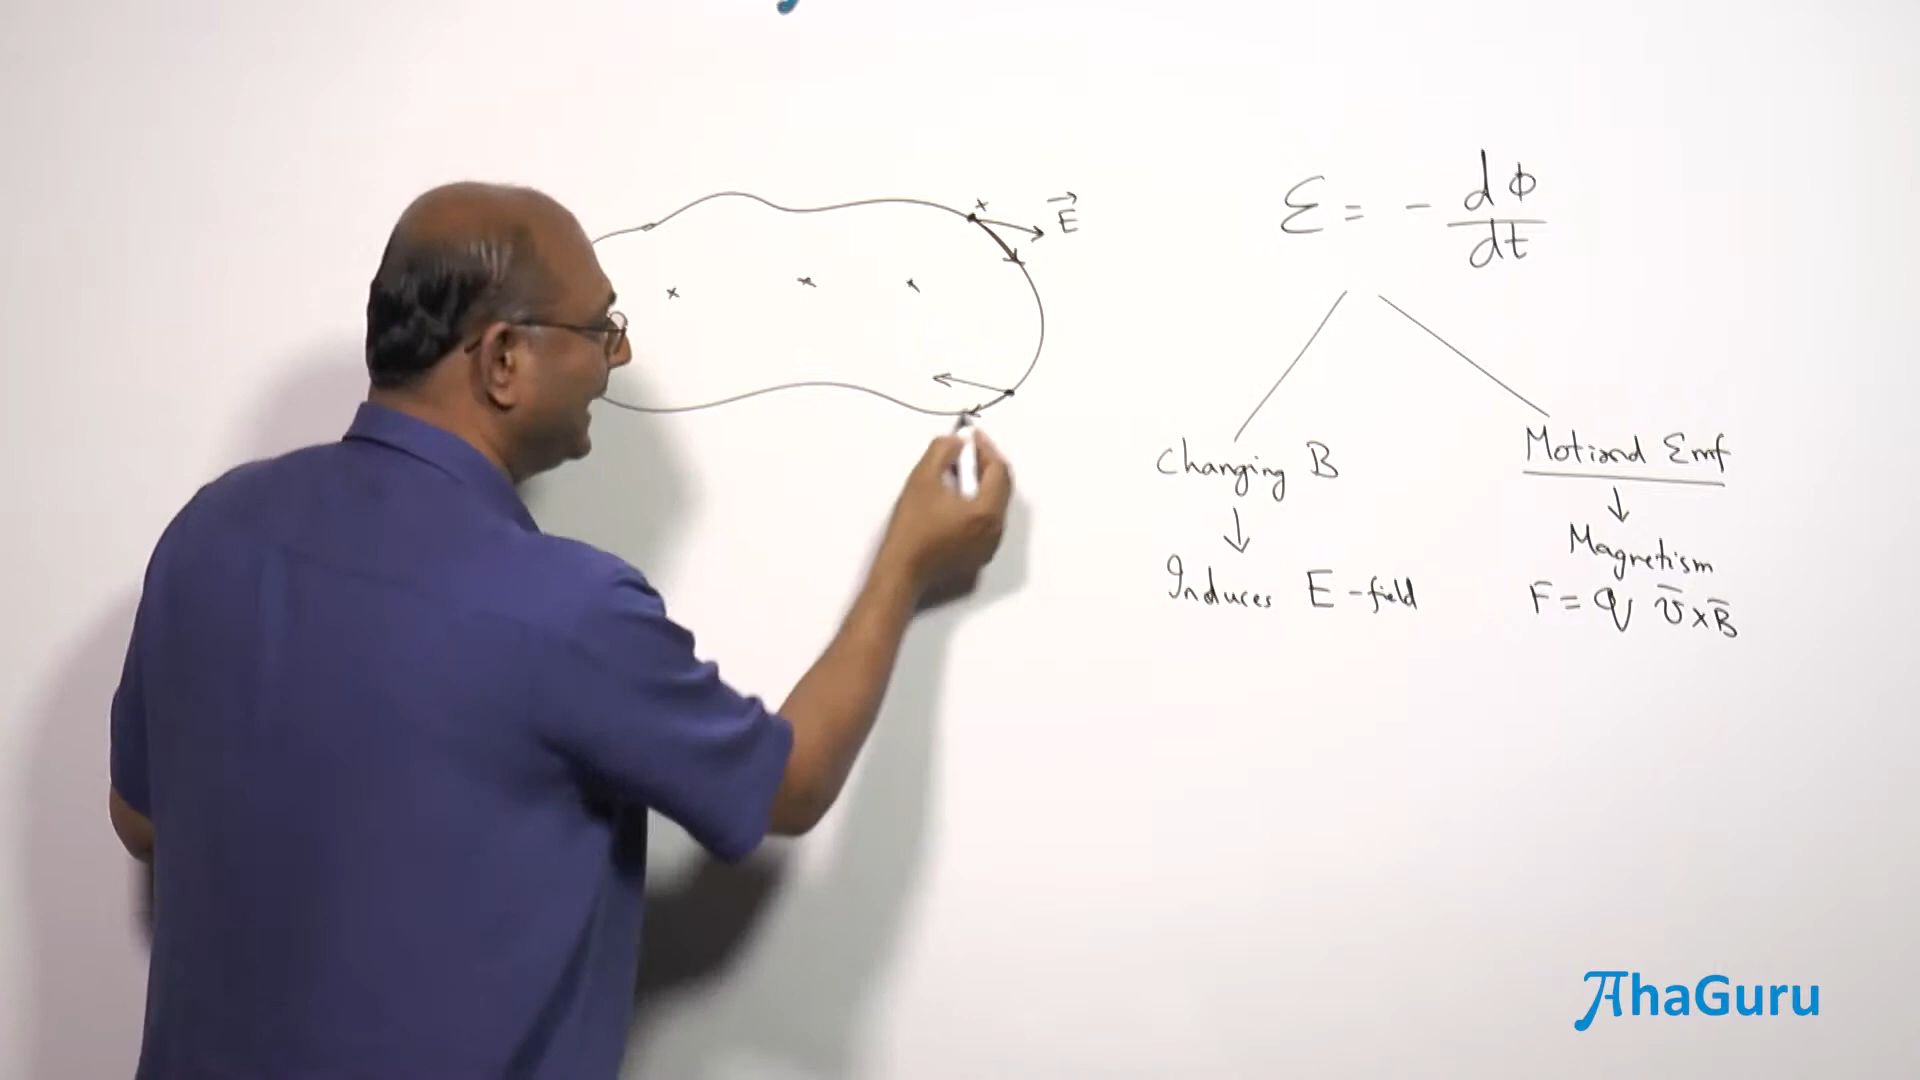 x
E
x x x
Ɛ = - dφ/dt
Changing B
↓
Induces E-field
Motional Emf
↓
Magnetism
F = q v̅ × B̅
AhaGuru